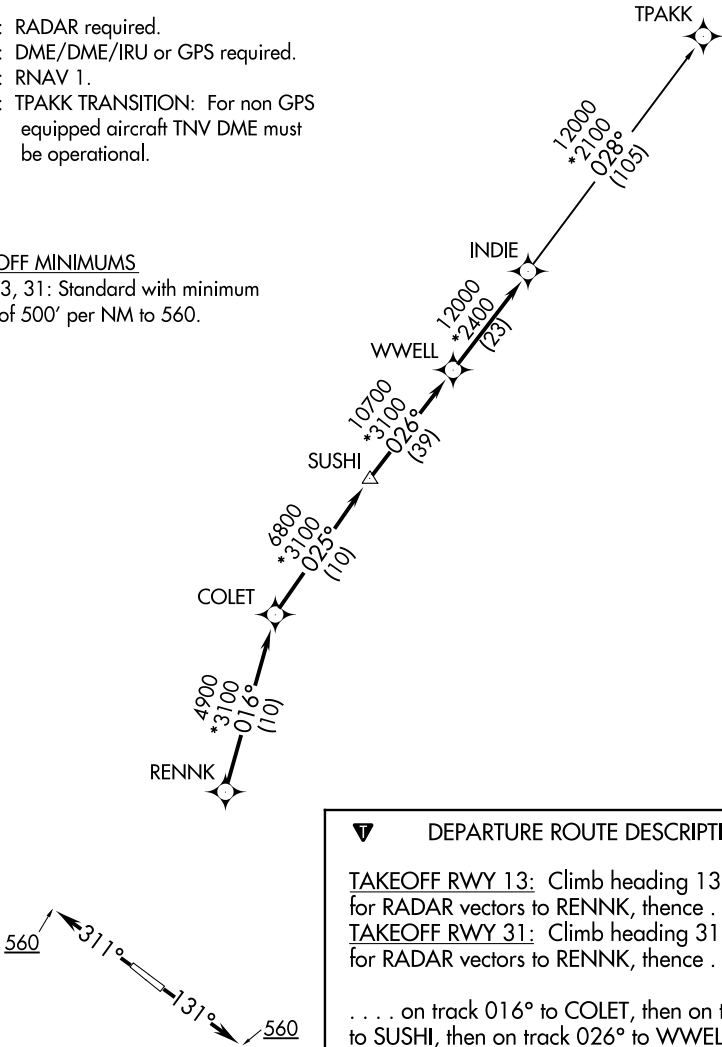 : RADAR required.
: DME/DME/IRU or GPS required.
: RNAV 1.
: TPAKK TRANSITION: For non GPS
equipped aircraft TNV DME must
be operational.
OFF MINIMUMS
3, 31: Standard with minimum
of 500' per NM to 560.
TPAKK
12000
*2100
028°
(105)
INDIE
12000
*2400
(23)
WWELL
10700
*3100
026°
(39)
SUSHI
6800
*3100
025°
(10)
COLET
4900
*3100
016°
(10)
RENNK
560
311°
131°
560
T DEPARTURE ROUTE DESCRIPTI
TAKEOFF RWY 13: Climb heading 13
for RADAR vectors to RENNK, thence .
TAKEOFF RWY 31: Climb heading 31
for RADAR vectors to RENNK, thence .
. . . . on track 016° to COLET, then on t
to SUSHI, then on track 026° to WWEL